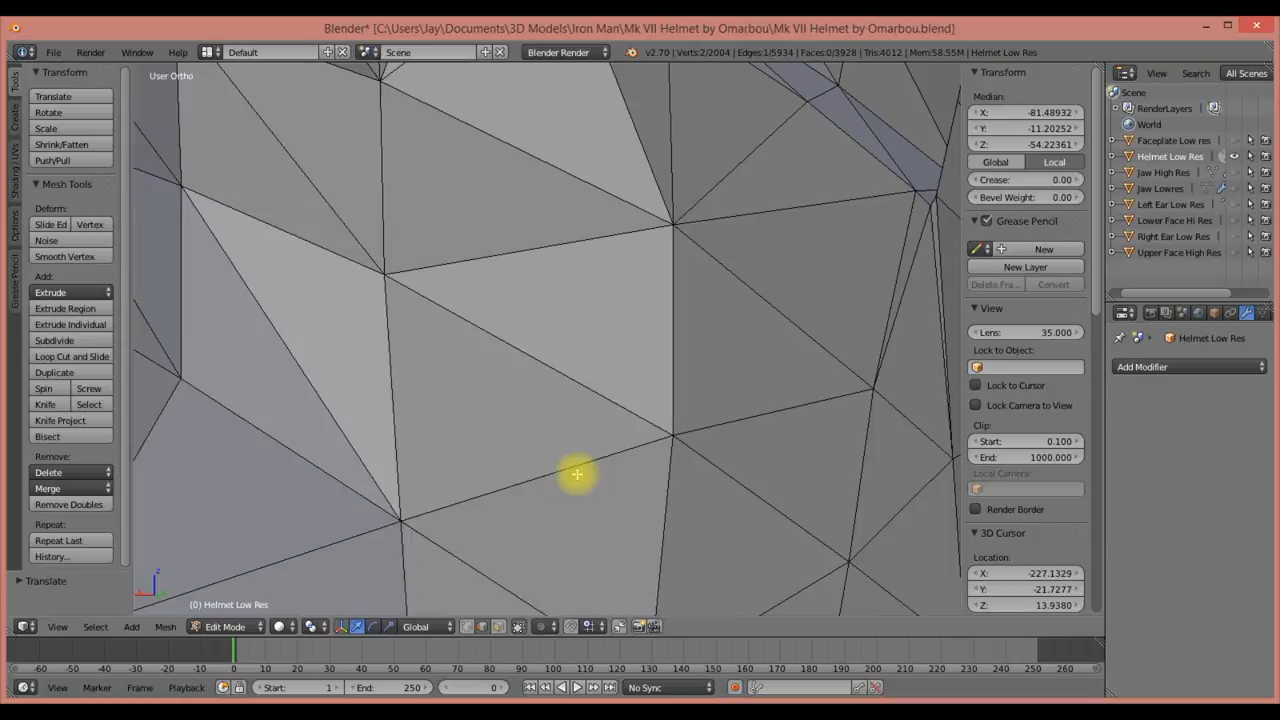 Blender* [C:\Users\Jay\Documents\3D Models\Iron Man\Mk VII Helmet by Omarbou\Mk VII Helmet by Omarbou.blend]
File Render Window Help Default Scene Blender Render v2.70 | Verts:2/2004 | Edges:1/5934 | Faces:0/3928 | Tris:4012 | Mem:58.55M | Helmet Low Res
Tools
Create
Shading / UVs
Options
Grease Pencil
Transform
Translate
Rotate
Scale
Shrink/Fatten
Push/Pull
Mesh Tools
Deform:
Slide Ed Vertex
Noise
Smooth Vertex
Add:
Extrude
Extrude Region
Extrude Individual
Subdivide
Loop Cut and Slide
Duplicate
Spin Screw
Knife Select
Knife Project
Bisect
Remove:
Delete
Merge
Remove Doubles
Repeat:
Repeat Last
History...
Translate
User Ortho
(0) Helmet Low Res
Transform
Median:
X: -81.48932
Y: -11.20252
Z: -54.22361
Global Local
Crease: 0.00
Bevel Weight: 0.00
Grease Pencil
New
New Layer
Delete Fra... Convert
View
Lens: 35.000
Lock to Object:
Lock to Cursor
Lock Camera to View
Clip:
Start: 0.100
End: 1000.000
Local Camera:
Render Border
3D Cursor
Location:
X: -227.1329
Y: -21.7277
Z: 13.9380
View Search All Scenes
Scene
RenderLayers
World
Faceplate Low res
Helmet Low Res
Jaw High Res
Jaw Lowres
Left Ear Low Res
Lower Face Hi Res
Right Ear Low Res
Upper Face High Res
Helmet Low Res
Add Modifier
View Select Add Mesh Edit Mode Global
-60 -50 -40 -30 -20 -10 0 10 20 30 40 50 60 70 80 90 100 110 120 130 140 150 160 170 180 190 200 210 220 230 240 250 260
View Marker Frame Playback Start: 1 End: 250 0 No Sync